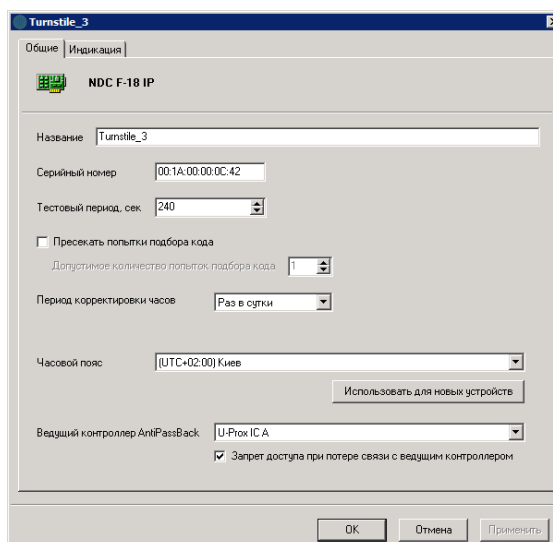 Turnstile_3
Общие Индикация
NDC F-18 IP
Название Turnstile_3
Серийный номер 00:1A:00:00:0C:42
Тестовый период, сек 240
Пресекать попытки подбора кода
Допустимое количество попыток подбора кода 1
Период корректировки часов Раз в сутки
Часовой пояс (UTC+02:00) Киев
Использовать для новых устройств
Ведущий контроллер AntiPassBack U-Prox IC A
Запрет доступа при потере связи с ведущим контроллером
OK Отмена Применить